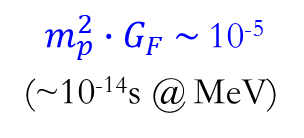 m_p^2 · G_F ~ 10^-5
(~10^-14s @ MeV)